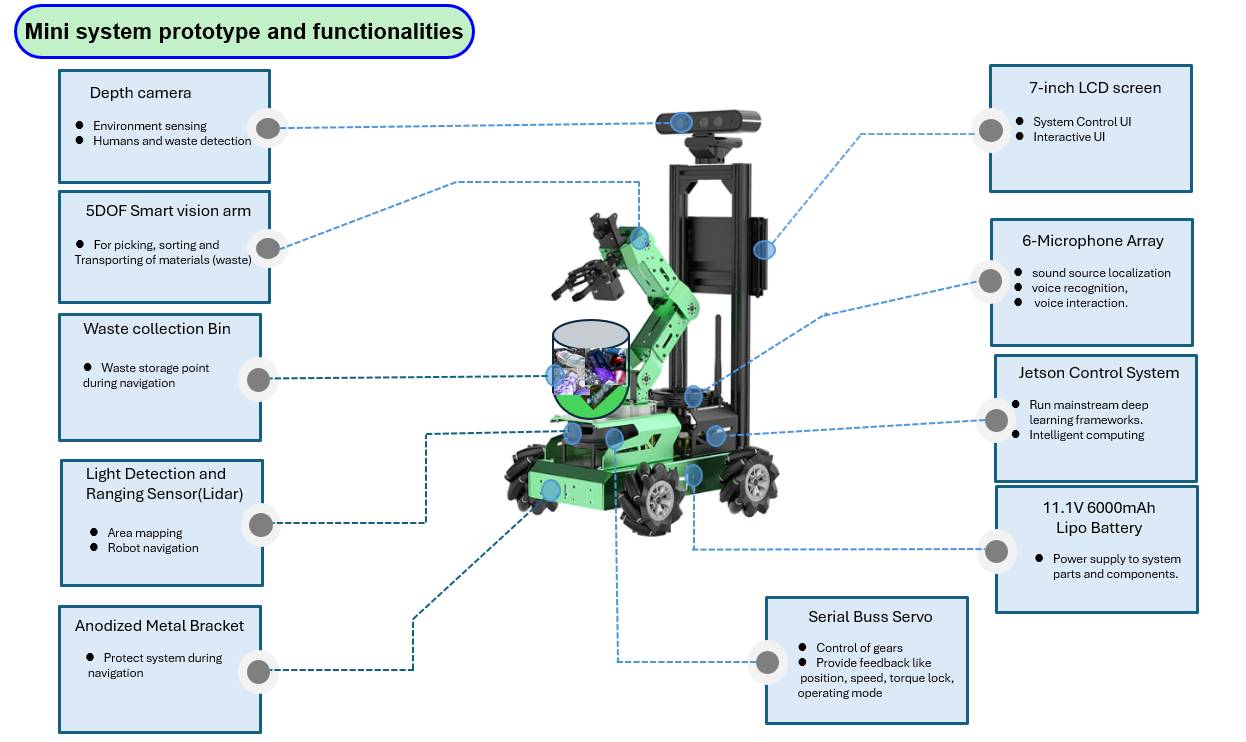 Mini system prototype and functionalities
Depth camera
● Environment sensing
● Humans and waste detection
5DOF Smart vision arm
● For picking, sorting and
Transporting of materials (waste)
Waste collection Bin
● Waste storage point
during navigation
Light Detection and
Ranging Sensor(Lidar)
● Area mapping
● Robot navigation
Anodized Metal Bracket
● Protect system during
navigation
7-inch LCD screen
● System Control UI
● Interactive UI
6-Microphone Array
● sound source localization
● voice recognition,
● voice interaction.
Jetson Control System
● Run mainstream deep
learning frameworks.
● Intelligent computing
11.1V 6000mAh
Lipo Battery
● Power supply to system
parts and components.
Serial Buss Servo
● Control of gears
● Provide feedback like
position, speed, torque lock,
operating mode